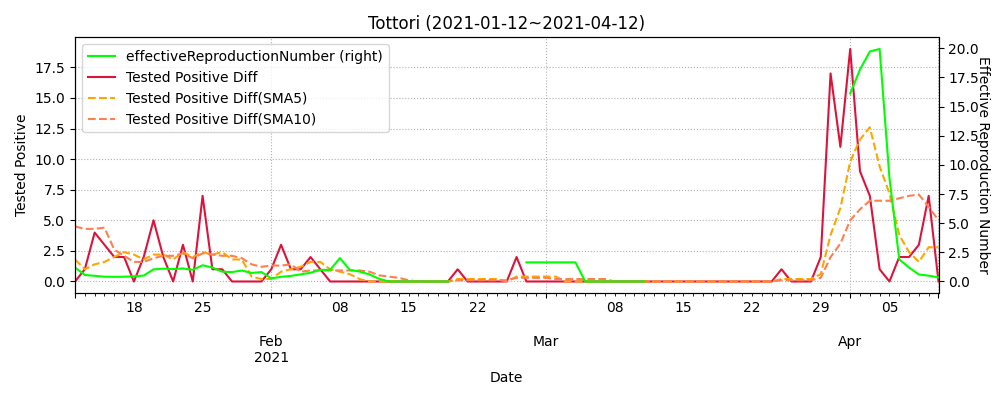 Tottori (2021-01-12~2021-04-12)
effectiveReproductionNumber (right)
Tested Positive Diff
Tested Positive Diff(SMA5)
Tested Positive Diff(SMA10)
Tested Positive
17.5
15.0
12.5
10.0
7.5
5.0
2.5
0.0
20.0
17.5
15.0
12.5
10.0
7.5
5.0
2.5
0.0
Effective Reproduction Number
18 25 08 15 22 08 15 22 29 05
Feb Mar Apr
2021
Date